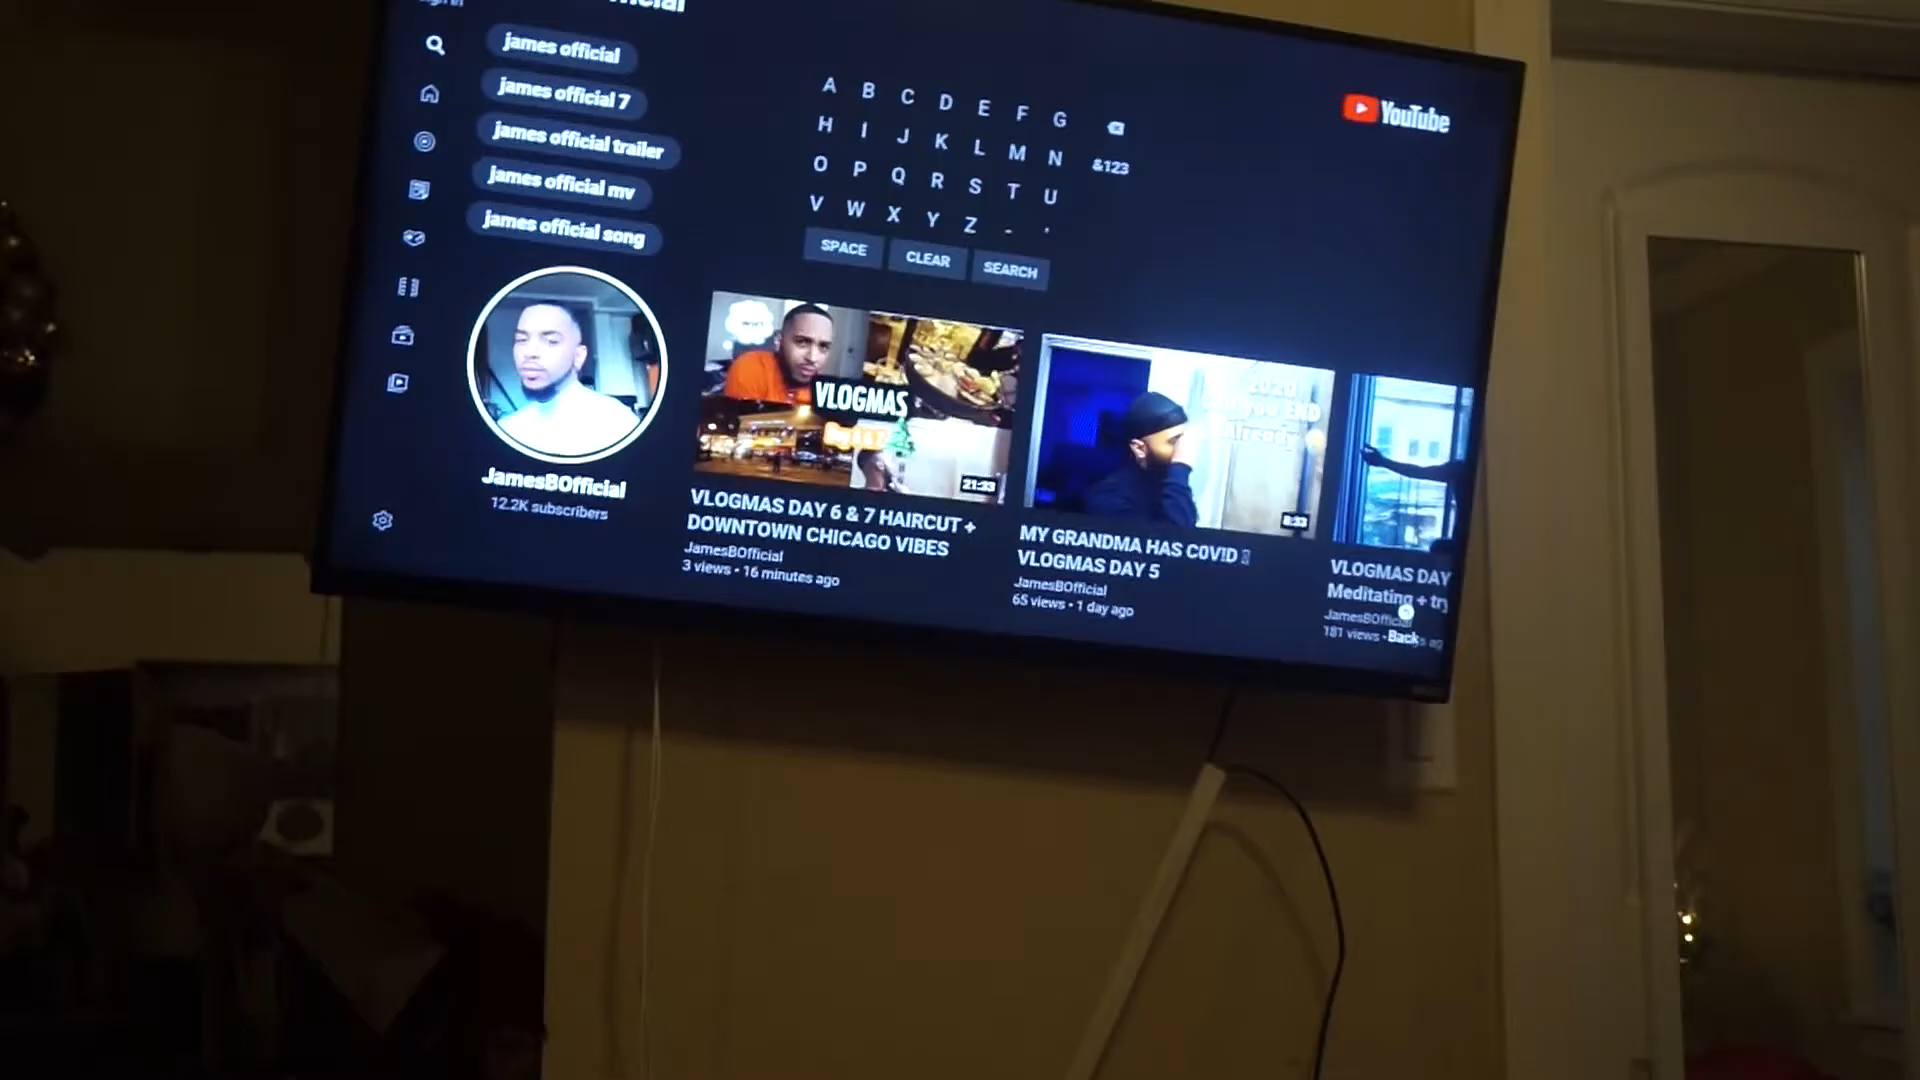 james official
james official 7
james official trailer
james official mv
james official song
A B C D E F G
H I J K L M N &123
O P Q R S T U
V W X Y Z - '
SPACE CLEAR SEARCH
YouTube
JamesBOfficial
12.2K subscribers
VLOGMAS
21:33
VLOGMAS DAY 6 & 7 HAIRCUT +
DOWNTOWN CHICAGO VIBES
JamesBOfficial
3 views • 16 minutes ago
2020
Already
8:33
MY GRANDMA HAS C0V!D
VLOGMAS DAY 5
JamesBOfficial
65 views • 1 day ago
VLOGMAS DAY
Meditating + try
JamesBOfficial
181 views •
Back